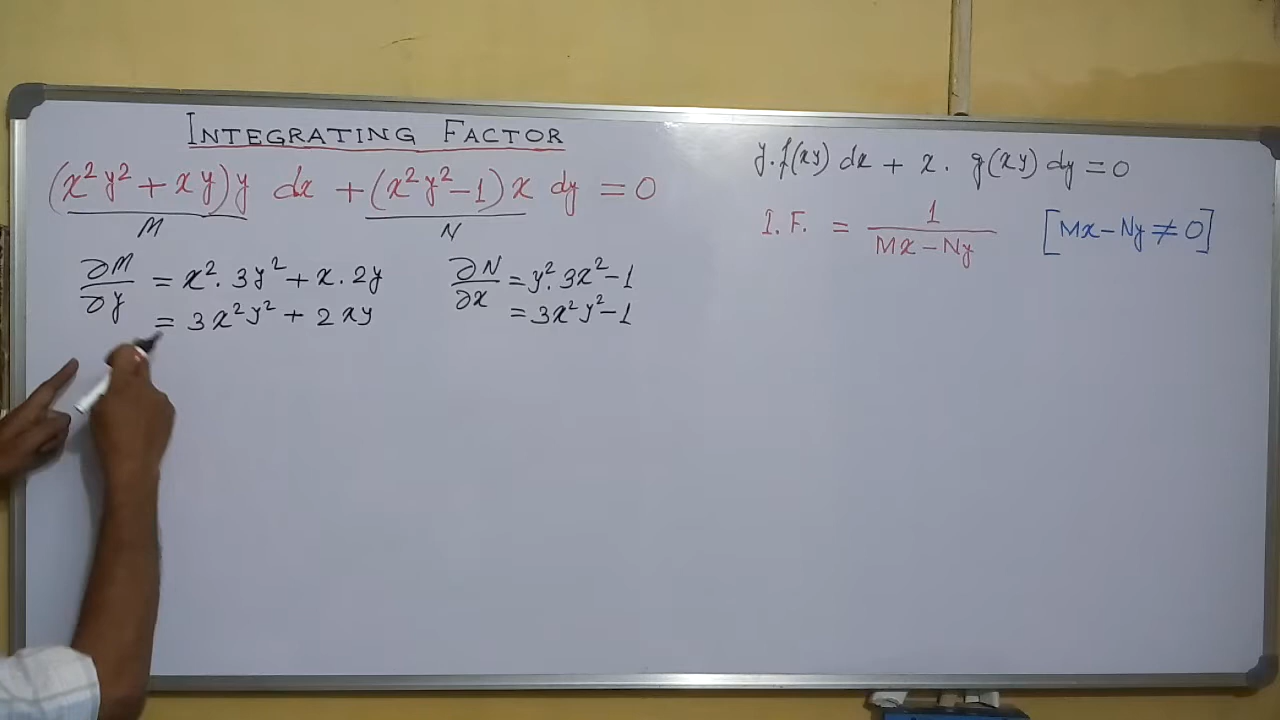 INTEGRATING FACTOR
(x²y² + xy)y dx + (x²y² - 1)x dy = 0
M N
∂M/∂y = x². 3y² + x. 2y
= 3x²y² + 2xy
∂N/∂x = y². 3x² - 1
= 3x²y² - 1
y. f(xy) dx + x. g(xy) dy = 0
I. F. = 1/(Mx - Ny) [Mx - Ny ≠ 0]